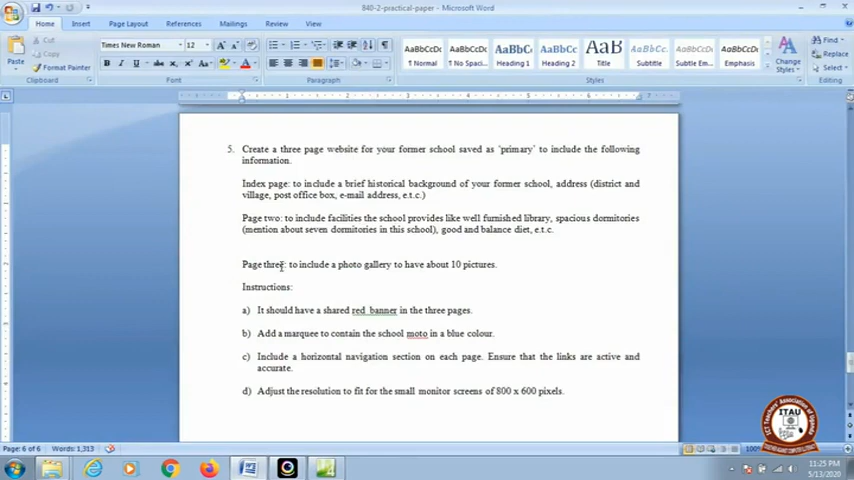 840-2-practical-paper - Microsoft Word
Home Insert Page Layout References Mailings Review View
Cut
Copy
Format Painter
Paste
Times New Roman 12
AaBbCcDc AaBbCcDc AaBbCc AaBbCc AaB AaBbCc. AaBbCcDc AaBbCcDc
¶ Normal ¶ No Spaci... Heading 1 Heading 2 Title Subtitle Subtle Em... Emphasis
Change Styles
Find
Replace
Select
Clipboard Font Paragraph Styles Editing
5. Create a three page website for your former school saved as 'primary' to include the following
information.
Index page: to include a brief historical background of your former school, address (district and
village, post office box, e-mail address, e.t.c.)
Page two: to include facilities the school provides like well furnished library, spacious dormitories
(mention about seven dormitories in this school), good and balance diet, e.t.c.
Page three: to include a photo gallery to have about 10 pictures.
Instructions:
a) It should have a shared red banner in the three pages.
b) Add a marquee to contain the school moto in a blue colour.
c) Include a horizontal navigation section on each page. Ensure that the links are active and
accurate.
d) Adjust the resolution to fit for the small monitor screens of 800 x 600 pixels.
ITAU
Page: 6 of 6 Words: 1,313
100%
11:25 PM
5/13/2020